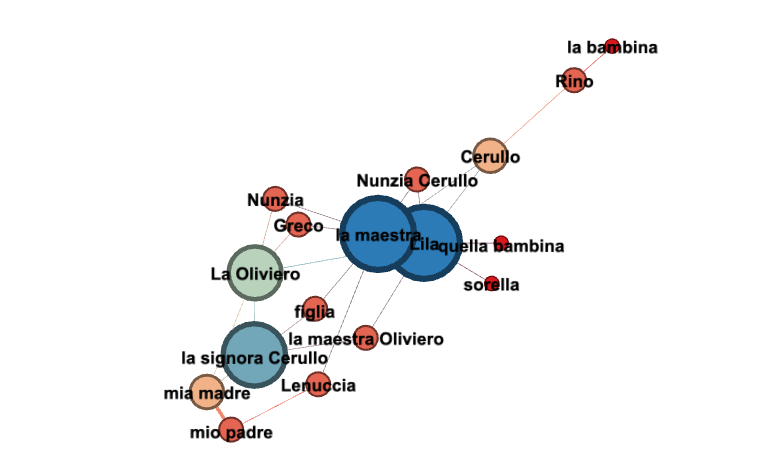 la bambina
Rino
Cerullo
Nunzia Cerullo
Nunzia
Greco
la maestra
Lila
quella bambina
La Oliviero
sorella
figlia
la maestra Oliviero
la signora Cerullo
Lenuccia
mia madre
mio padre